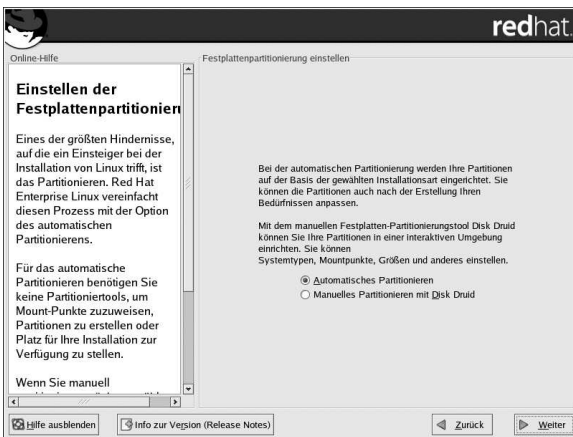 redhat.
Online-Hilfe
Einstellen der
Festplattenpartitionieru
Eines der größten Hindernisse,
auf die ein Einsteiger bei der
Installation von Linux trifft, ist
das Partitionieren. Red Hat
Enterprise Linux vereinfacht
diesen Prozess mit der Option
des automatischen
Partitionierens.
Für das automatische
Partitionieren benötigen Sie
keine Partitioniertools, um
Mount-Punkte zuzuweisen,
Partitionen zu erstellen oder
Platz für Ihre Installation zur
Verfügung zu stellen.
Wenn Sie manuell
Festplattenpartitionierung einstellen
Bei der automatischen Partitionierung werden Ihre Partitionen
auf der Basis der gewählten Installationsart eingerichtet. Sie
können die Partitionen auch nach der Erstellung Ihren
Bedürfnissen anpassen.
Mit dem manuellen Festplatten-Partitionierungstool Disk Druid
können Sie Ihre Partitionen in einer interaktiven Umgebung
einrichten. Sie können
Systemtypen, Mountpunkte, Größen und anderes einstellen.
Automatisches Partitionieren
Manuelles Partitionieren mit Disk Druid
Hilfe ausblenden
Info zur Version (Release Notes)
Zurück
Weiter